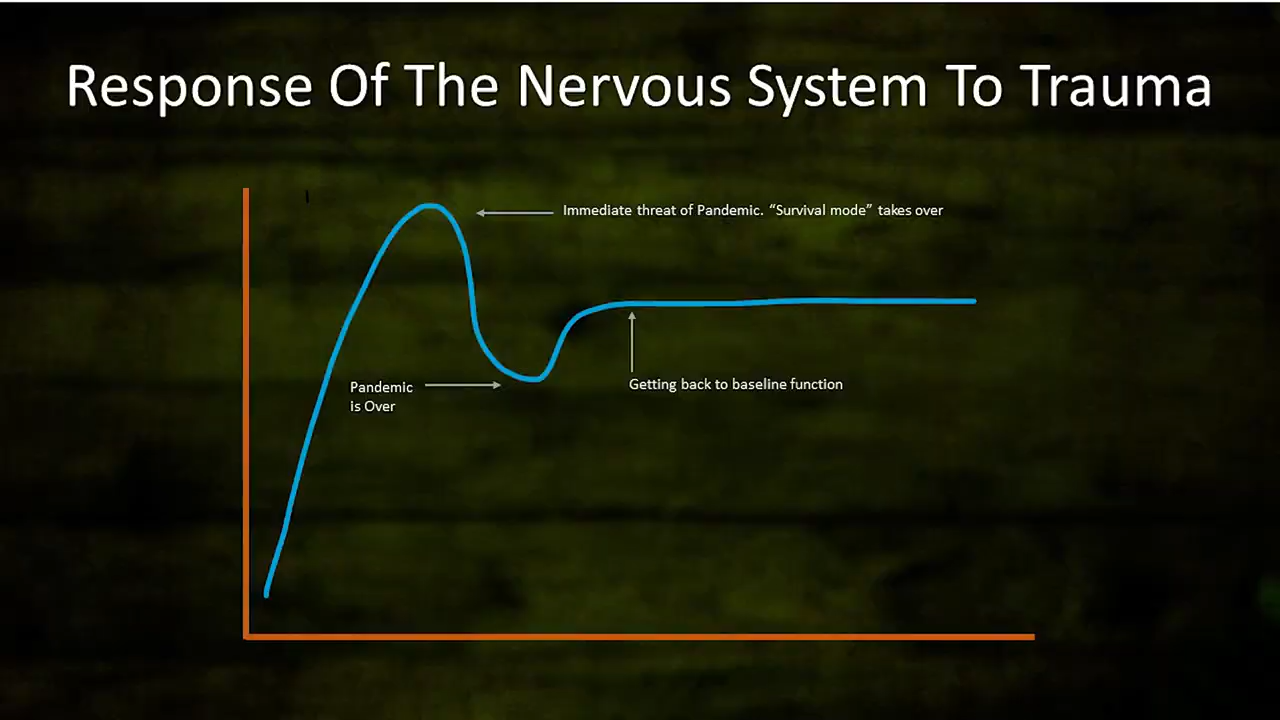 Response Of The Nervous System To Trauma
Immediate threat of Pandemic. “Survival mode” takes over
Pandemic
is Over
Getting back to baseline function